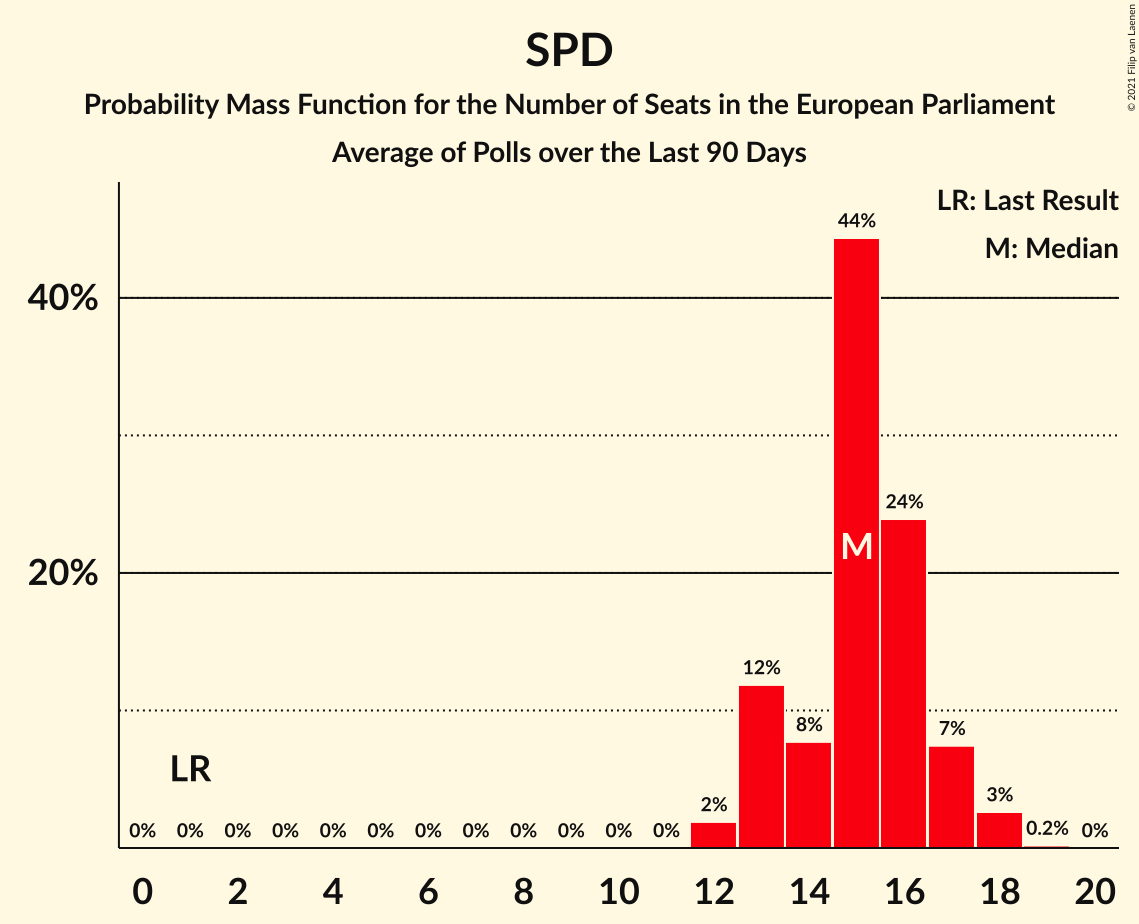 SPD
Probability Mass Function for the Number of Seats in the European Parliament
Average of Polls over the Last 90 Days
© 2021 Filip van Laenen
LR: Last Result
M: Median
44%
40%
24%
M
20%
12%
8%
7%
LR
2%
3%
0% 0% 0% 0% 0% 0% 0% 0% 0% 0% 0% 0% 0.2% 0%
0 2 4 6 8 10 12 14 16 18 20